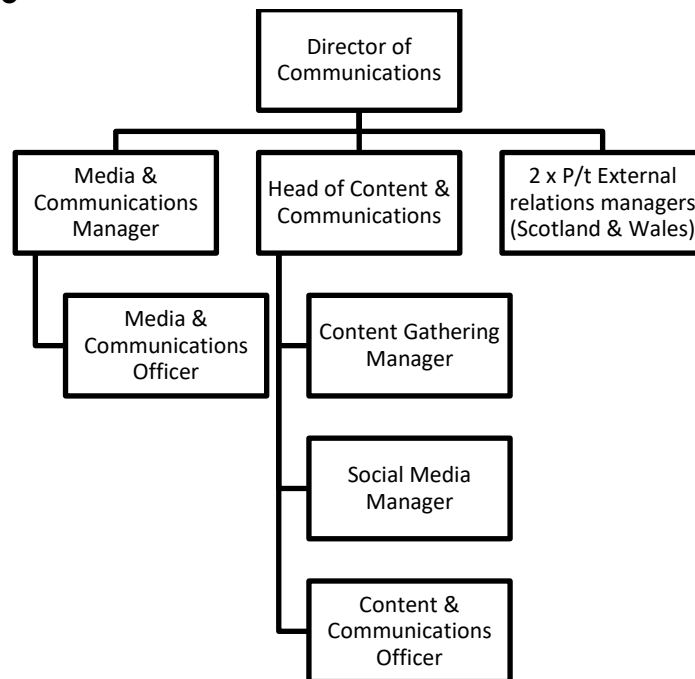 Director of
Communications
Media &
Communications
Manager
Head of Content &
Communications
2 x P/t External
relations managers
(Scotland & Wales)
Media &
Communications
Officer
Content Gathering
Manager
Social Media
Manager
Content &
Communications
Officer